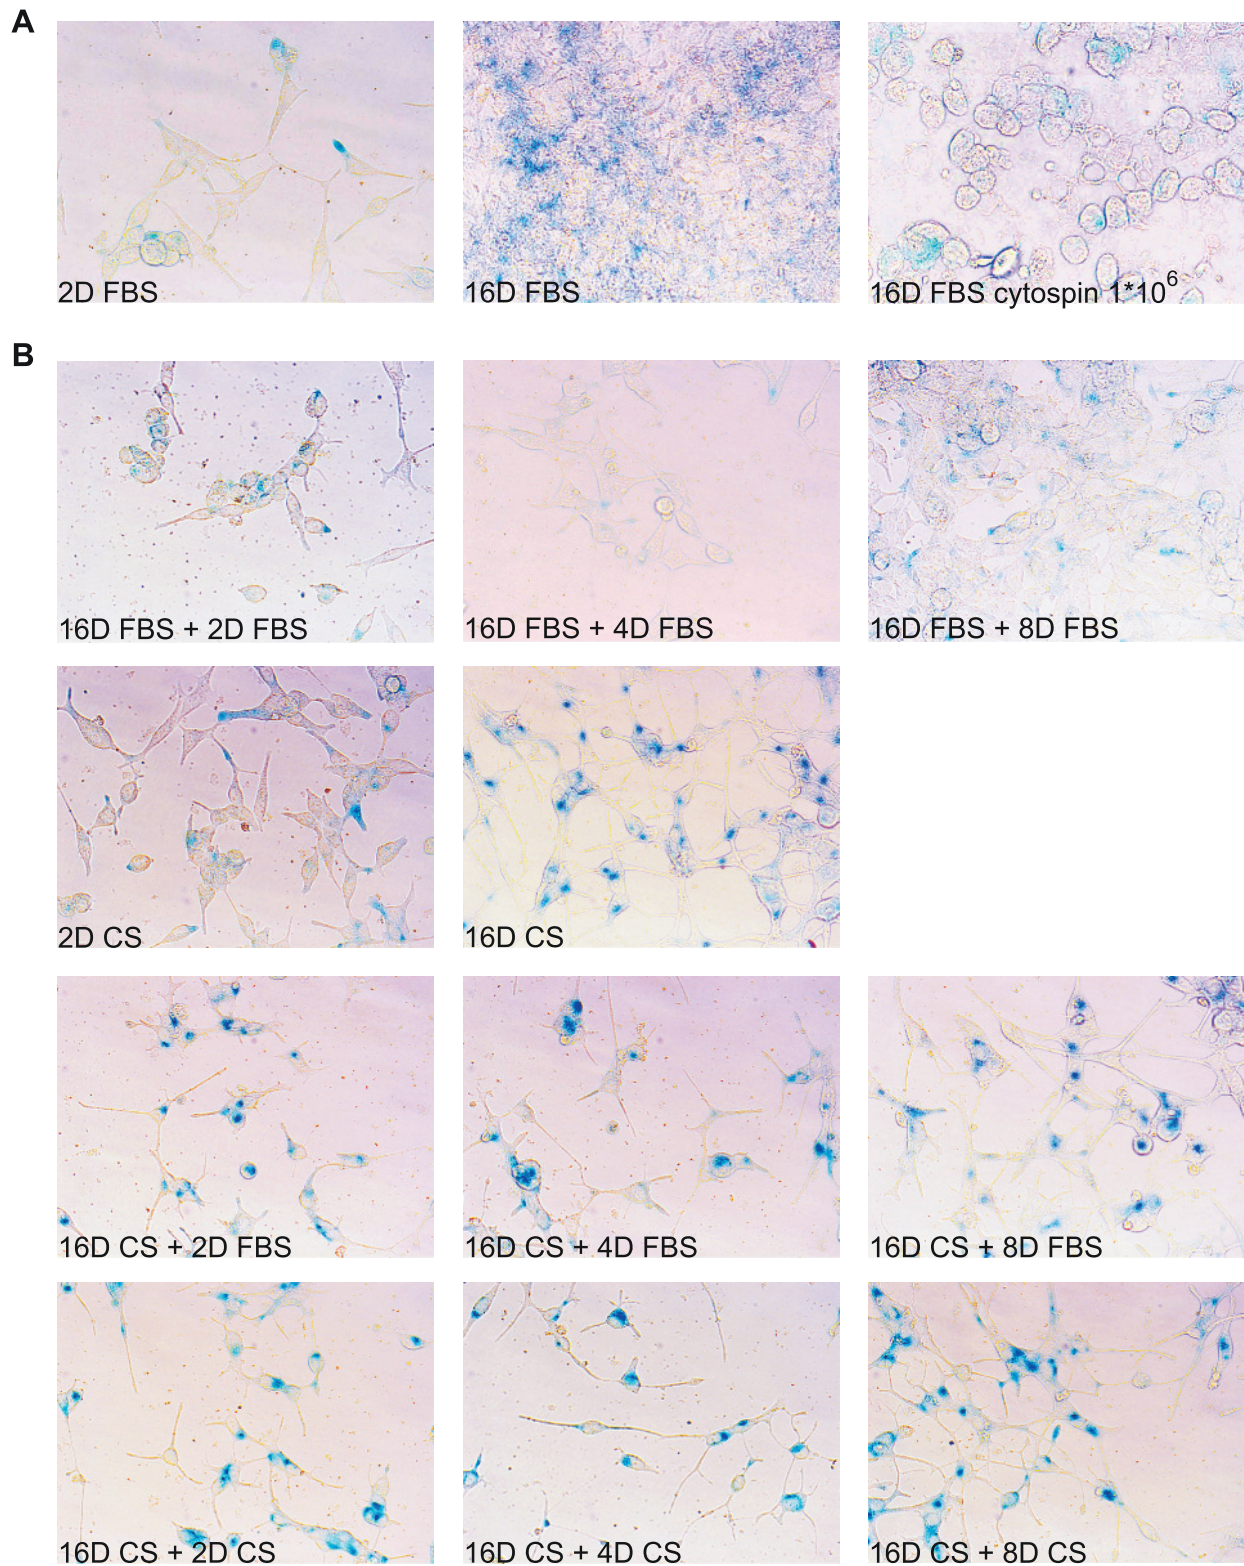 A
2D FBS
16D FBS
16D FBS cytospin 1*10⁶
B
16D FBS + 2D FBS
16D FBS + 4D FBS
16D FBS + 8D FBS
2D CS
16D CS
16D CS + 2D FBS
16D CS + 4D FBS
16D CS + 8D FBS
16D CS + 2D CS
16D CS + 4D CS
16D CS + 8D CS